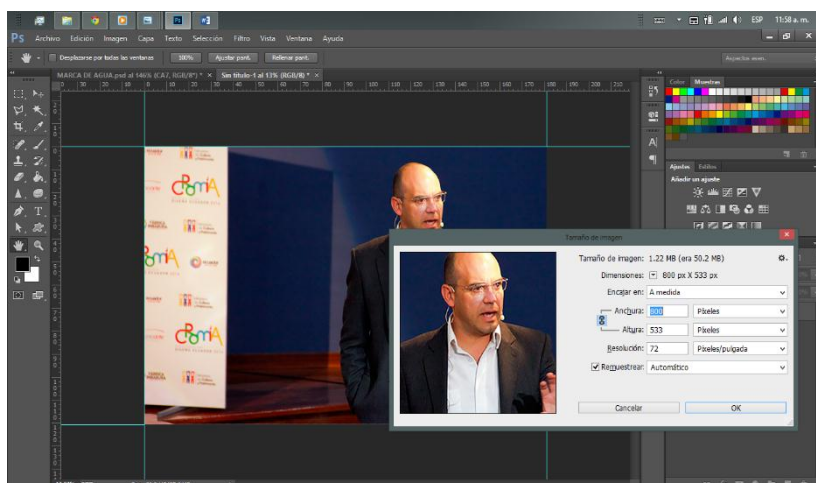 ESP 11:58 a. m.
Ps Archivo Edición Imagen Capa Texto Selección Filtro Vista Ventana Ayuda
Desplazarse por todas las ventanas 100% Ajustar pant. Rellenar pant.
MARCA DE AGUA.psd al 146% (CA7, RGB/8*) * × Sin título-1 al 13% (RGB/8) * ×
Color Muestras
Ajustes Estilos
Añadir un ajuste
CRomíA
RomíA
CRomíA
Tamaño de imagen
Tamaño de imagen: 1.22 MB (era 50.2 MB)
Dimensiones: 800 px X 533 px
Encajar en: A medida
Anchura: 800 Píxeles
Altura: 533 Píxeles
Resolución: 72 Píxeles/pulgada
Remuestrear: Automático
Cancelar OK